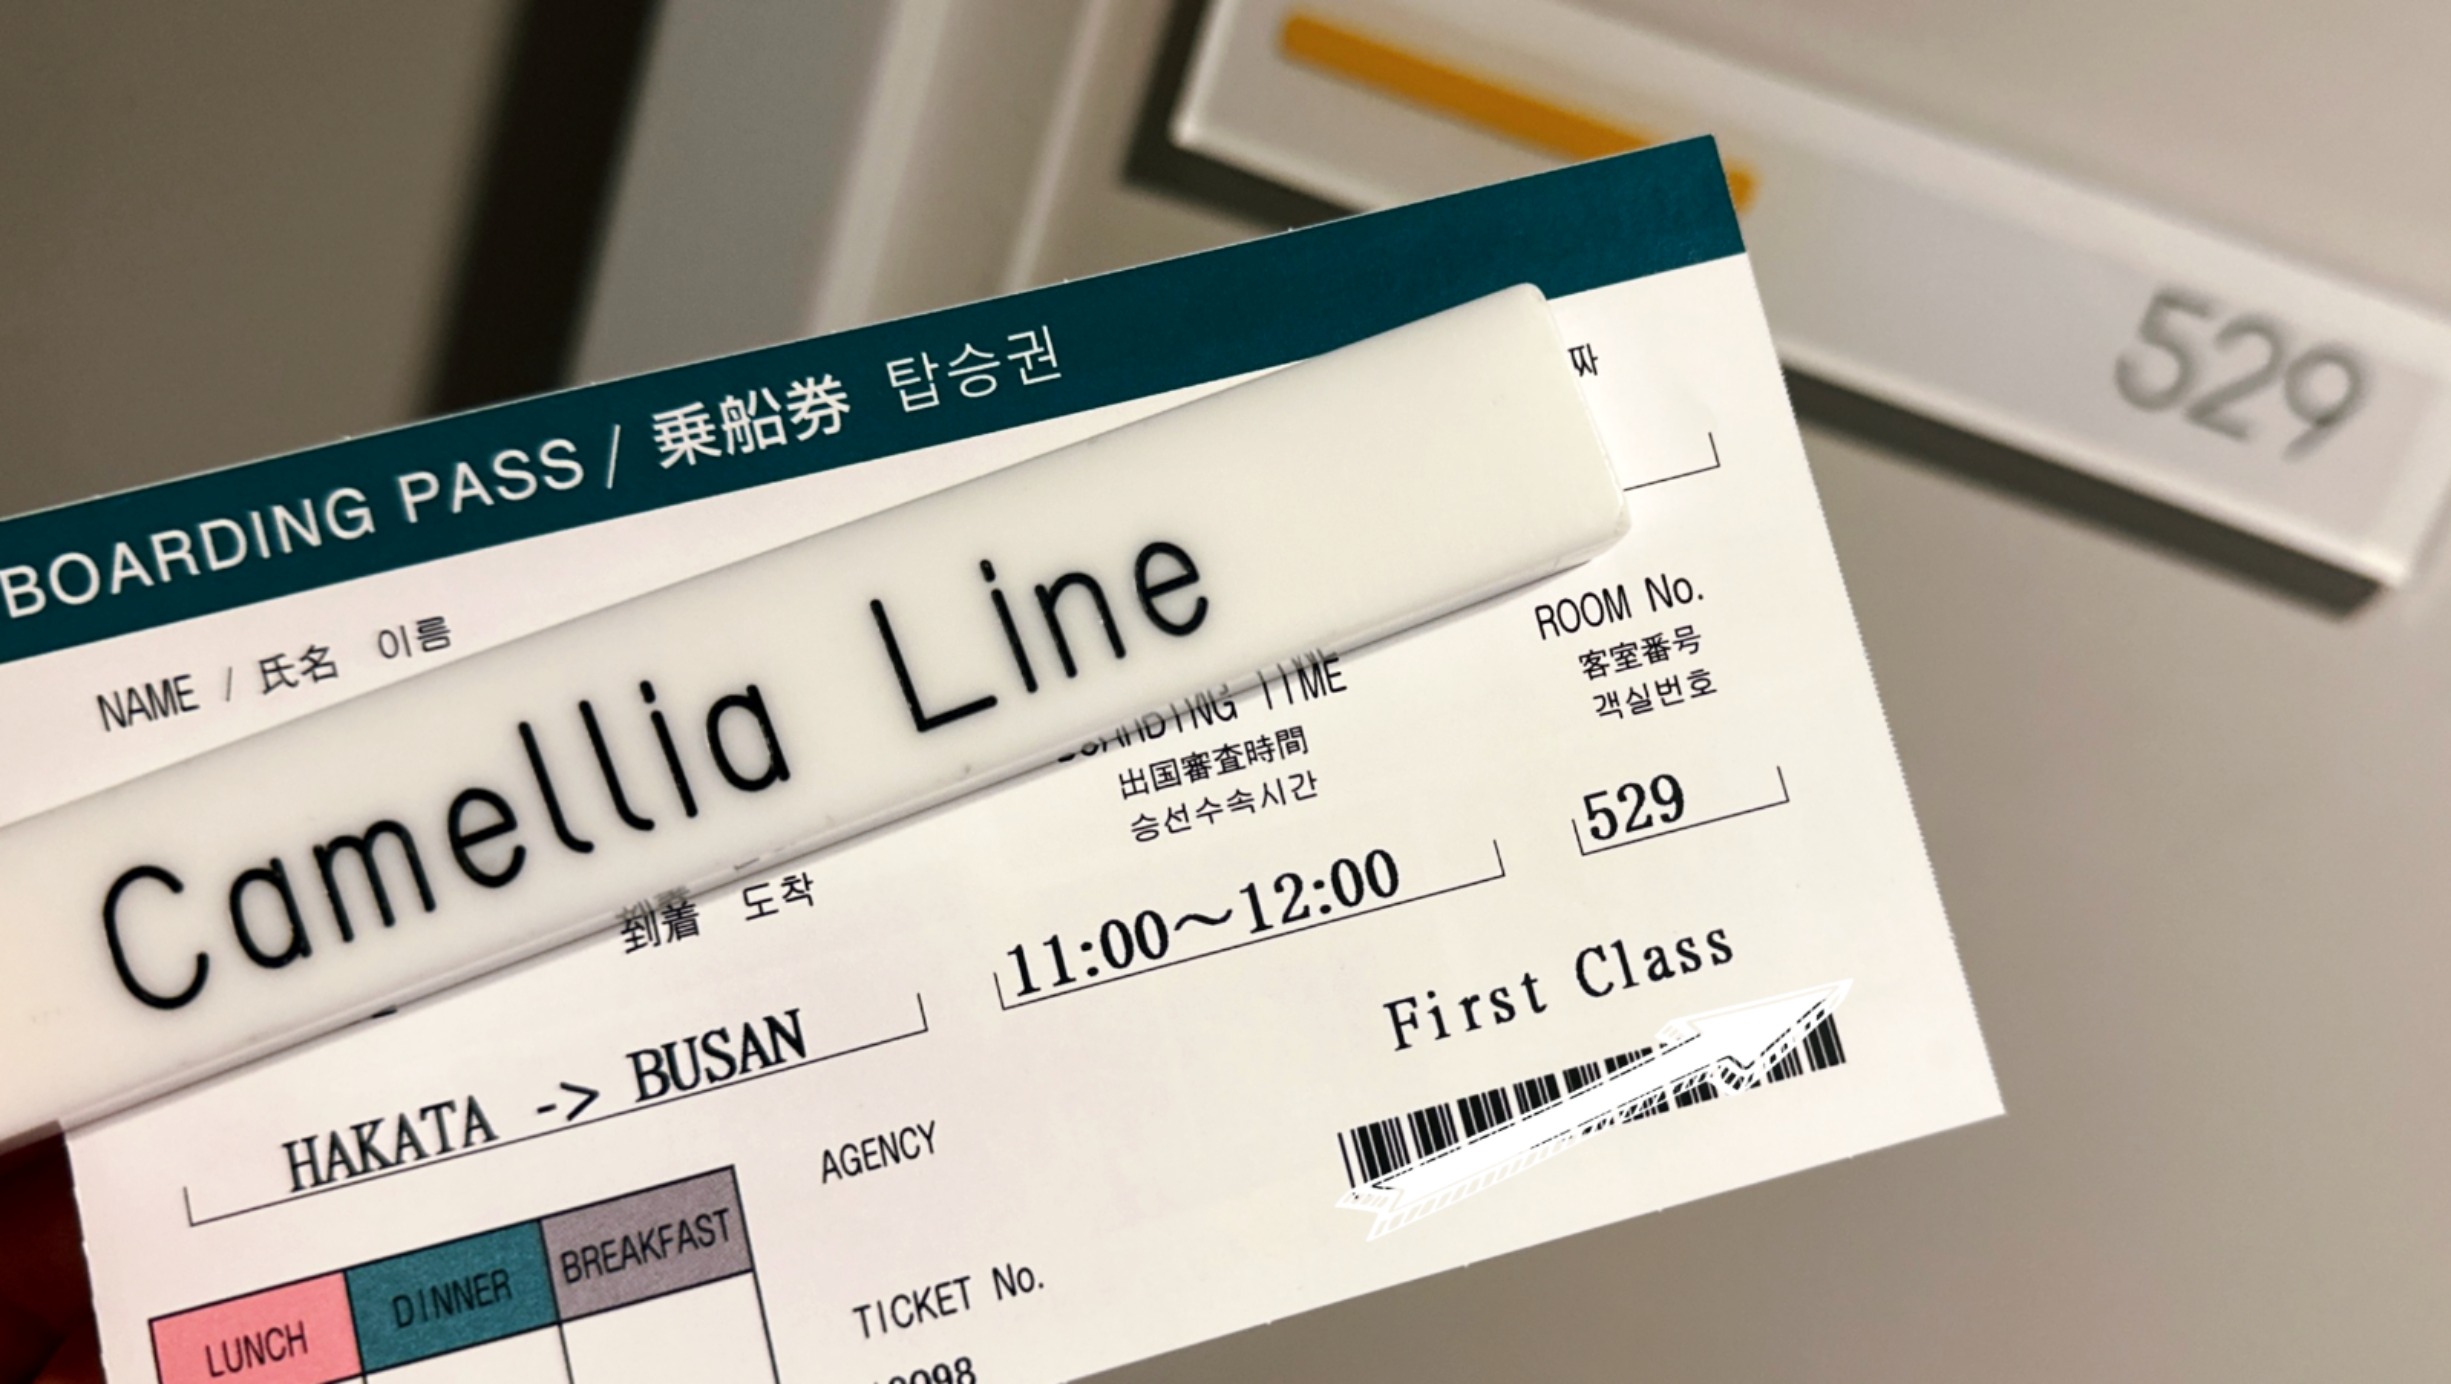 529
BOARDING PASS / 乗船券 탑승권
짜
NAME / 氏名 이름
Camellia Line
到着 도착
HAKATA -> BUSAN
BOARDING TIME
出国審査時間
승선수속시간
11:00～12:00
ROOM No.
客室番号
객실번호
529
First Class
AGENCY
TICKET No.
LUNCH DINNER BREAKFAST